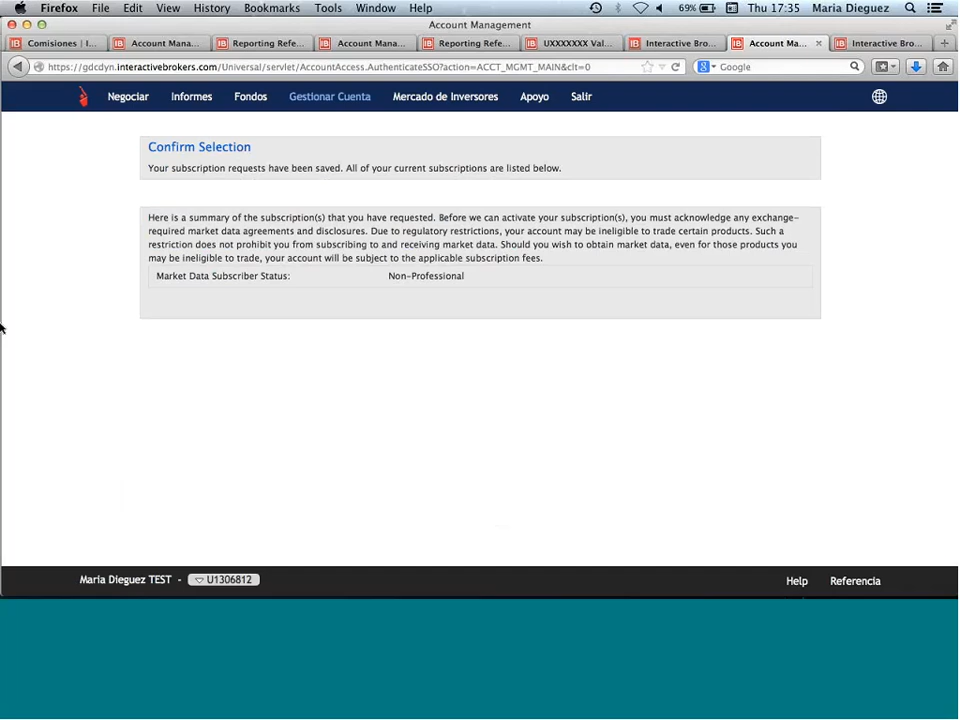 Firefox File Edit View History Bookmarks Tools Window Help 69% Thu 17:35 Maria Dieguez
Account Management
Comisiones | I... Account Mana... Reporting Refe... Account Mana... Reporting Refe... UXXXXXXX Val... Interactive Bro... Account Ma... Interactive Bro...
https://gdcdyn.interactivebrokers.com/Universal/servlet/AccountAccess.AuthenticateSSO?action=ACCT_MGMT_MAIN&clt=0 Google
Negociar Informes Fondos Gestionar Cuenta Mercado de Inversores Apoyo Salir
Confirm Selection
Your subscription requests have been saved. All of your current subscriptions are listed below.
Here is a summary of the subscription(s) that you have requested. Before we can activate your subscription(s), you must acknowledge any exchange-
required market data agreements and disclosures. Due to regulatory restrictions, your account may be ineligible to trade certain products. Such a
restriction does not prohibit you from subscribing to and receiving market data. Should you wish to obtain market data, even for those products you
may be ineligible to trade, your account will be subject to the applicable subscription fees.
Market Data Subscriber Status: Non-Professional
Maria Dieguez TEST - U1306812 Help Referencia